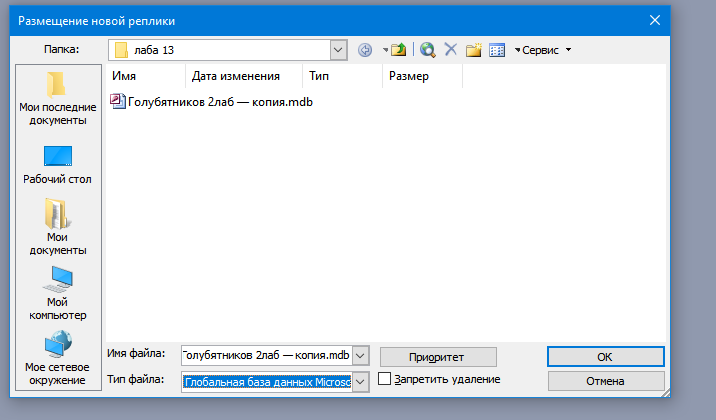 Размещение новой реплики
Папка:
лаба 13
Сервис
Имя
Дата изменения
Тип
Размер
Голубятников 2лаб — копия.mdb
Мои последние
документы
Рабочий стол
Мои
документы
Мой
компьютер
Мое сетевое
окружение
Имя файла:
олубятников 2лаб — копия.mdb
Приоритет
ОК
Тип файла:
Глобальная база данных Microsc
Запретить удаление
Отмена